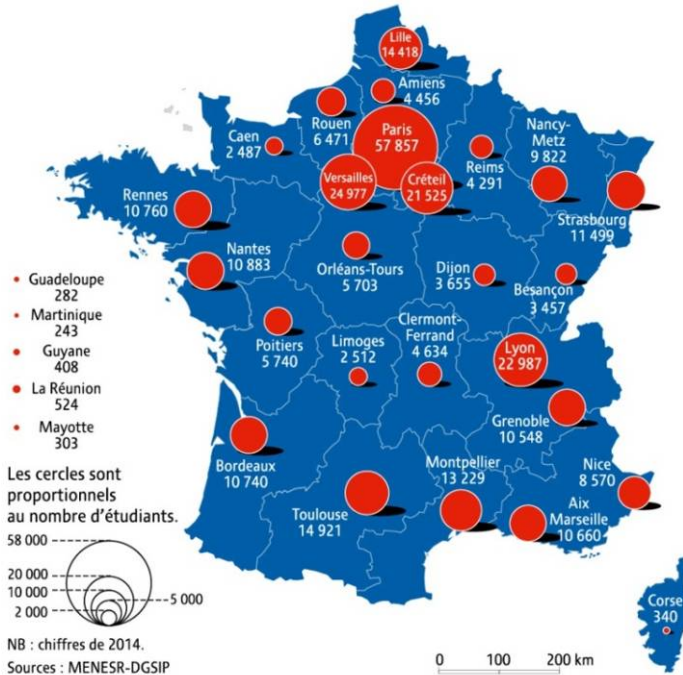 Lille
14 418
Amiens
4 456
Rouen
6 471
Caen
2 487
Paris
57 857
Versailles
24 977
Créteil
21 525
Reims
4 291
Nancy-
Metz
9 822
Strasbourg
11 499
Rennes
10 760
Nantes
10 883
Orléans-Tours
5 703
Dijon
3 655
Besançon
3 457
Poitiers
5 740
Limoges
2 512
Clermont-
Ferrand
4 634
Lyon
22 987
Grenoble
10 548
Bordeaux
10 740
Toulouse
14 921
Montpellier
13 229
Aix
Marseille
10 660
Nice
8 570
Corse
340
Guadeloupe
282
Martinique
243
Guyane
408
La Réunion
524
Mayotte
303
Les cercles sont
proportionnels
au nombre d'étudiants.
58 000
20 000
10 000
5 000
2 000
NB : chiffres de 2014.
Sources : MENESR-DGSIP
0 100 200 km